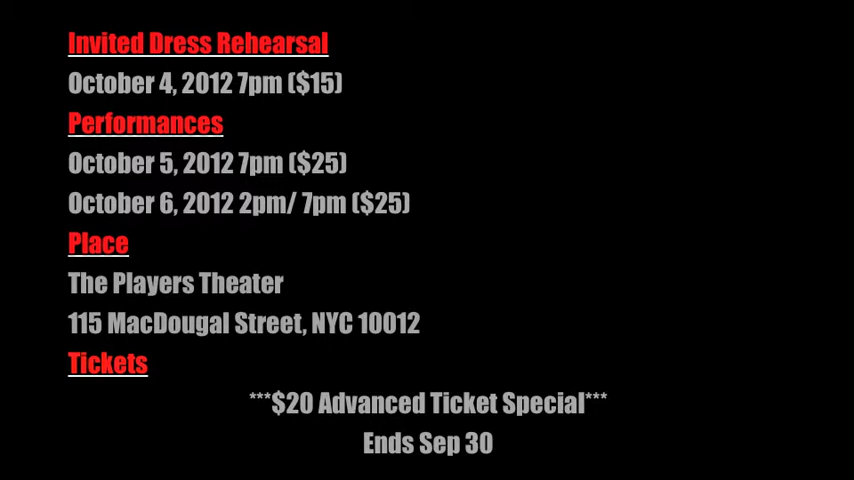 Invited Dress Rehearsal
October 4, 2012 7pm ($15)
Performances
October 5, 2012 7pm ($25)
October 6, 2012 2pm/ 7pm ($25)
Place
The Players Theater
115 MacDougal Street, NYC 10012
Tickets
***$20 Advanced Ticket Special***
Ends Sep 30